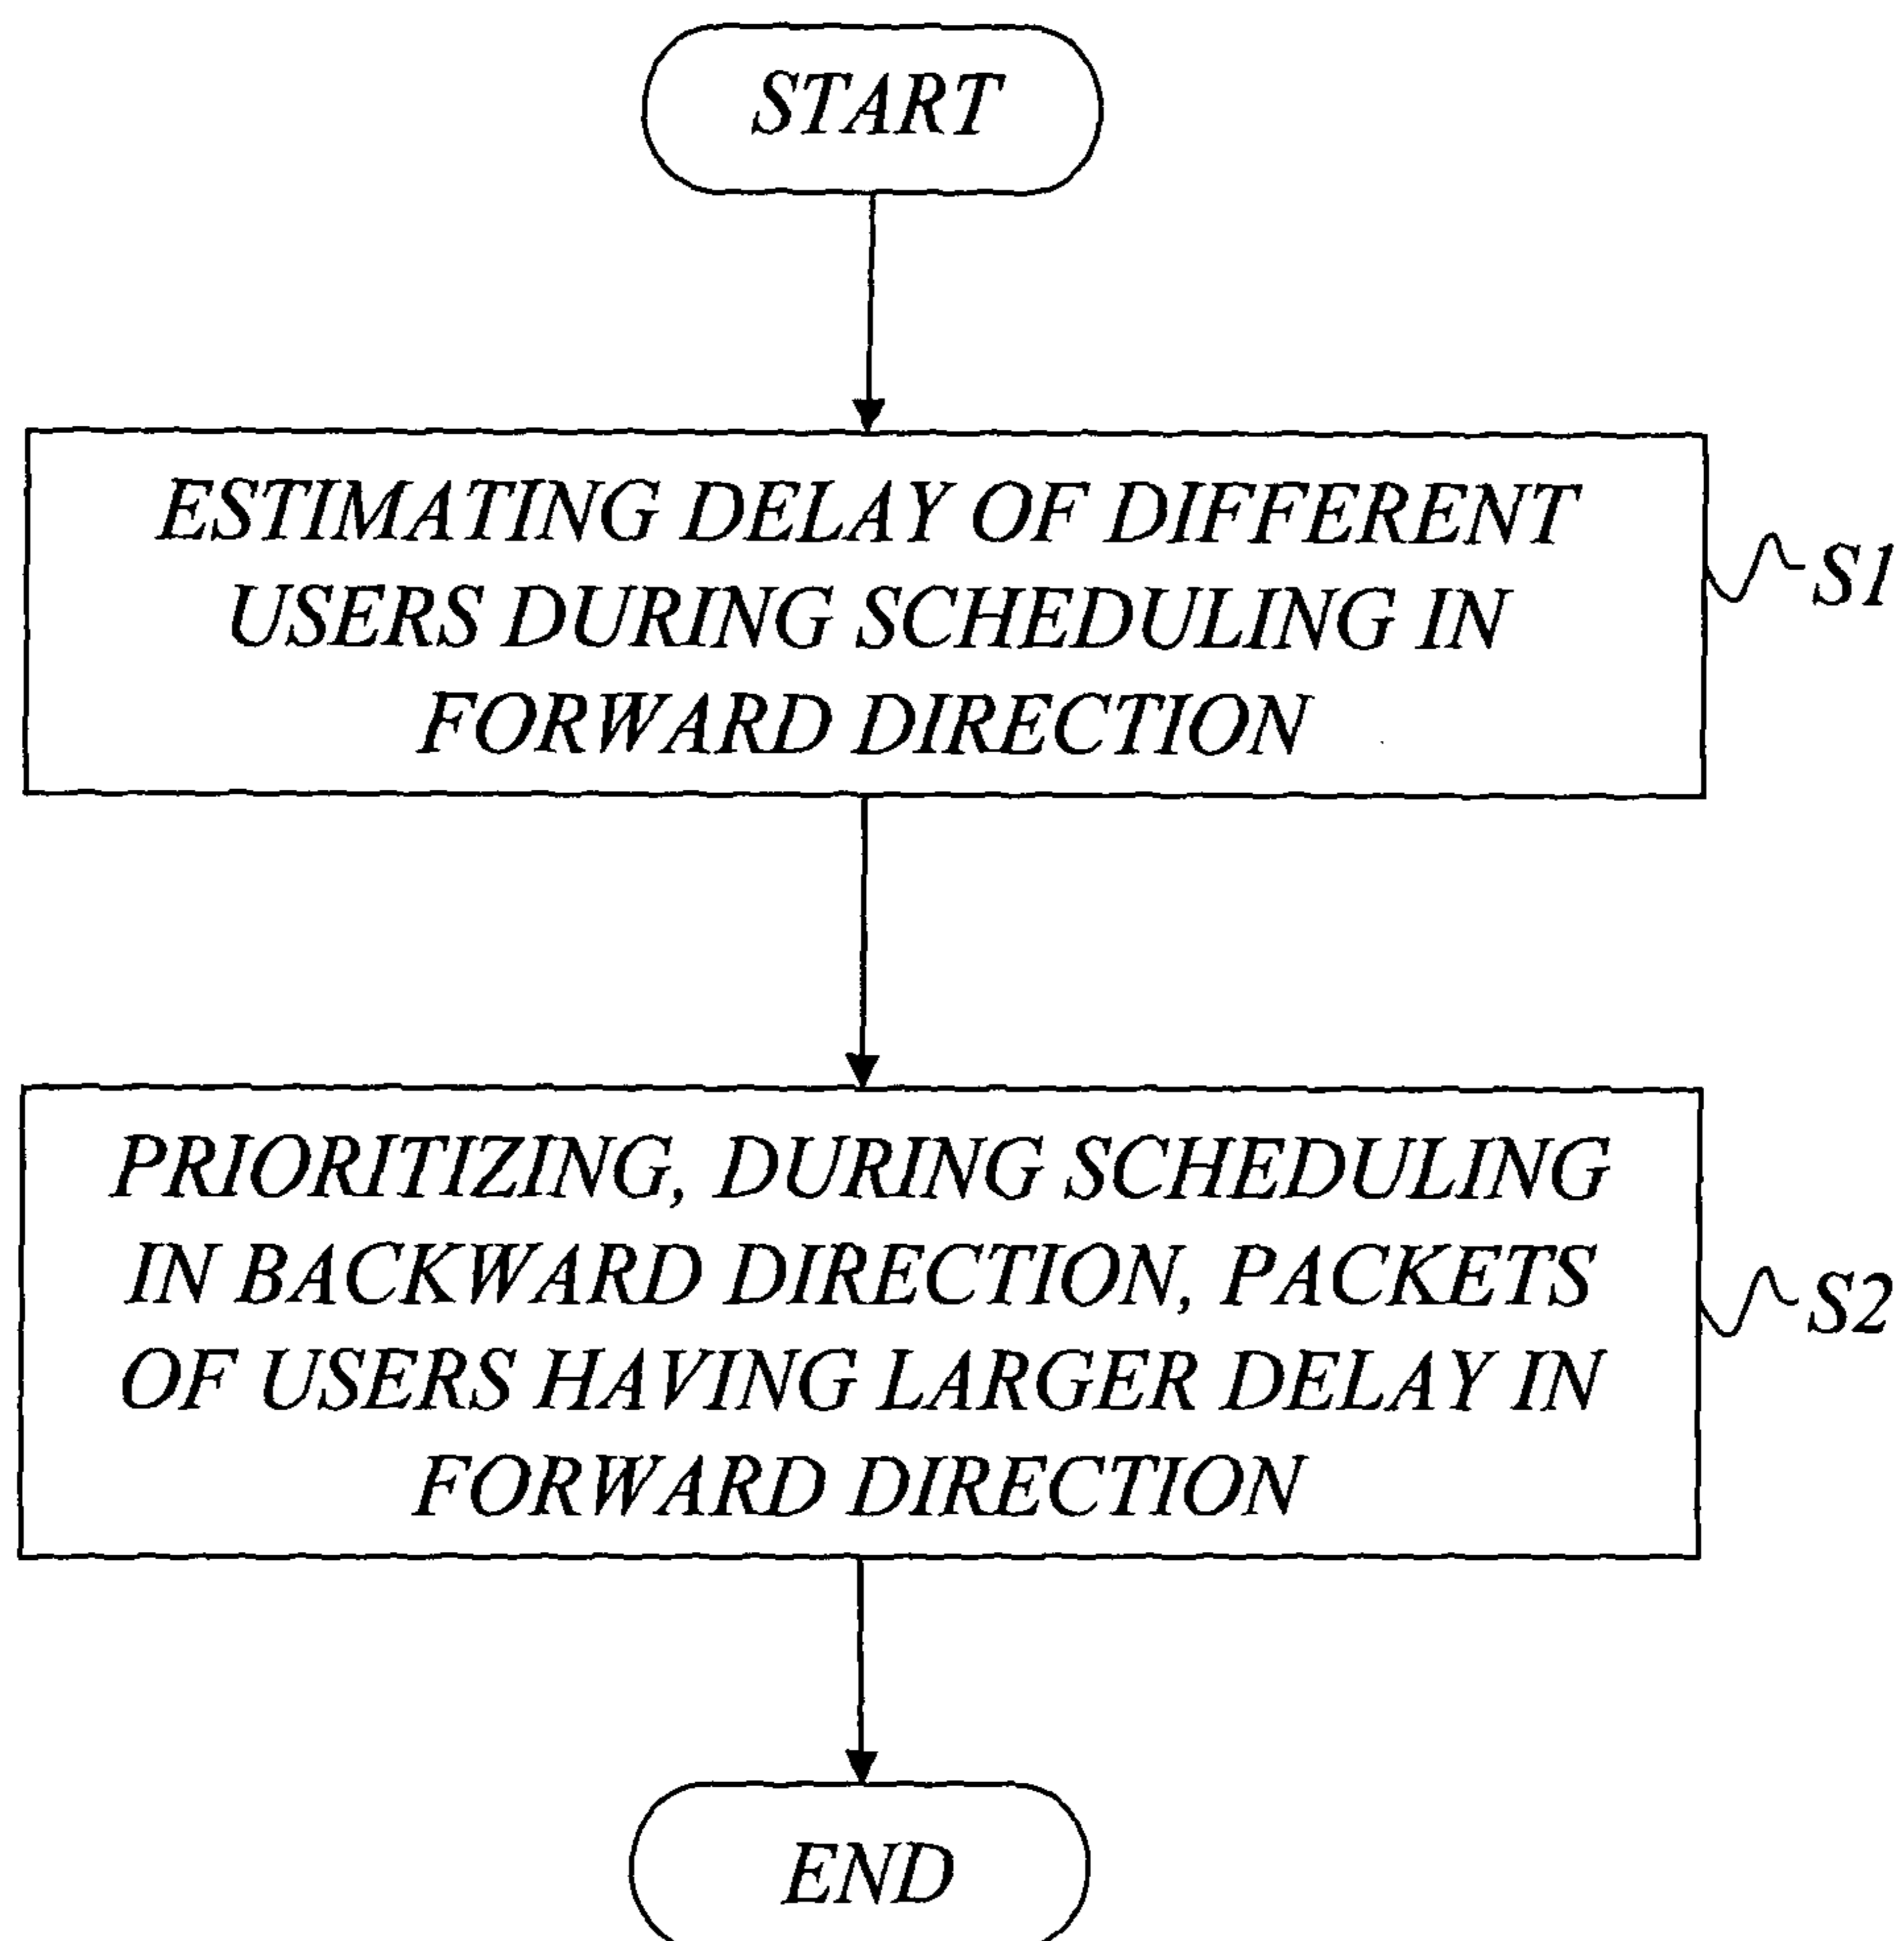 START
ESTIMATING DELAY OF DIFFERENT
USERS DURING SCHEDULING IN
FORWARD DIRECTION
S1
PRIORITIZING, DURING SCHEDULING
IN BACKWARD DIRECTION, PACKETS
OF USERS HAVING LARGER DELAY IN
FORWARD DIRECTION
S2
END